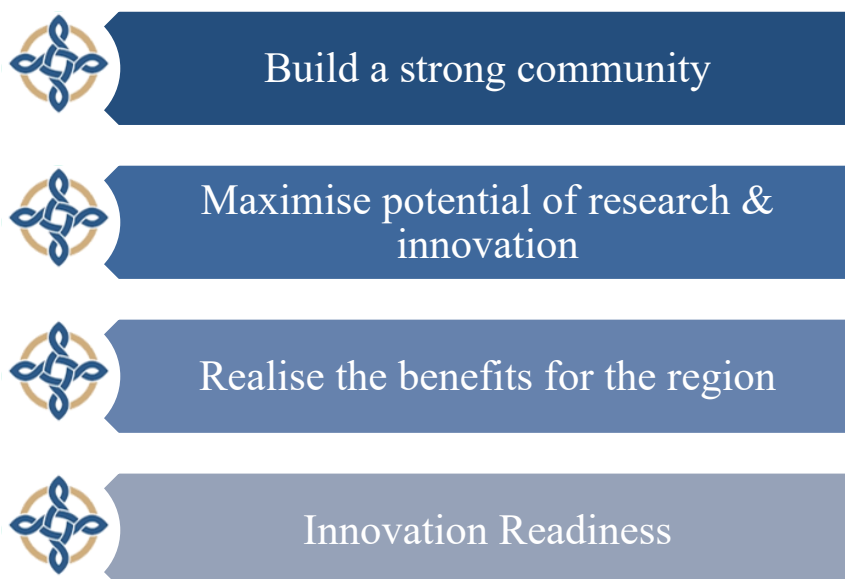 Build a strong community
Maximise potential of research &
innovation
Realise the benefits for the region
Innovation Readiness